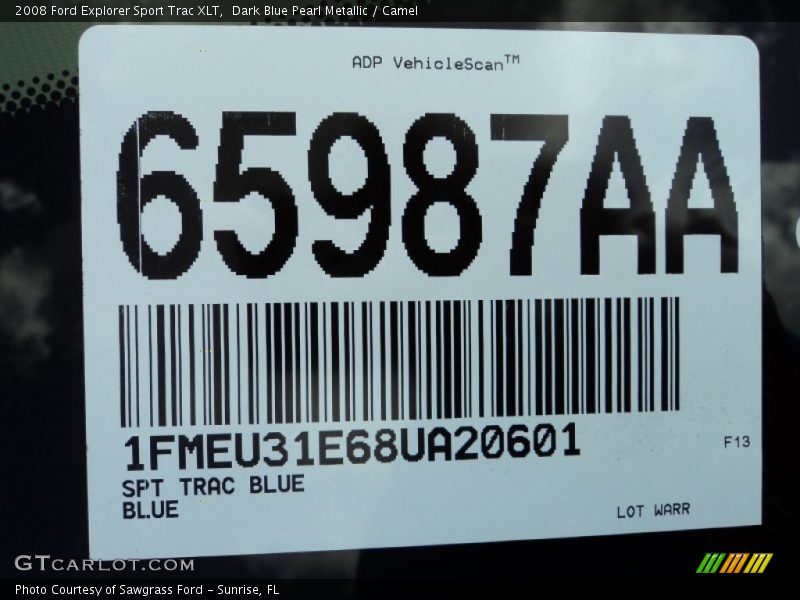 2008 Ford Explorer Sport Trac XLT,  Dark Blue Pearl Metallic / Camel
ADP VehicleScan™
65987AA
1FMEU31E68UA20601
F13
SPT TRAC BLUE
BLUE
LOT WARR
GTcarlot.com
Photo Courtesy of Sawgrass Ford - Sunrise, FL